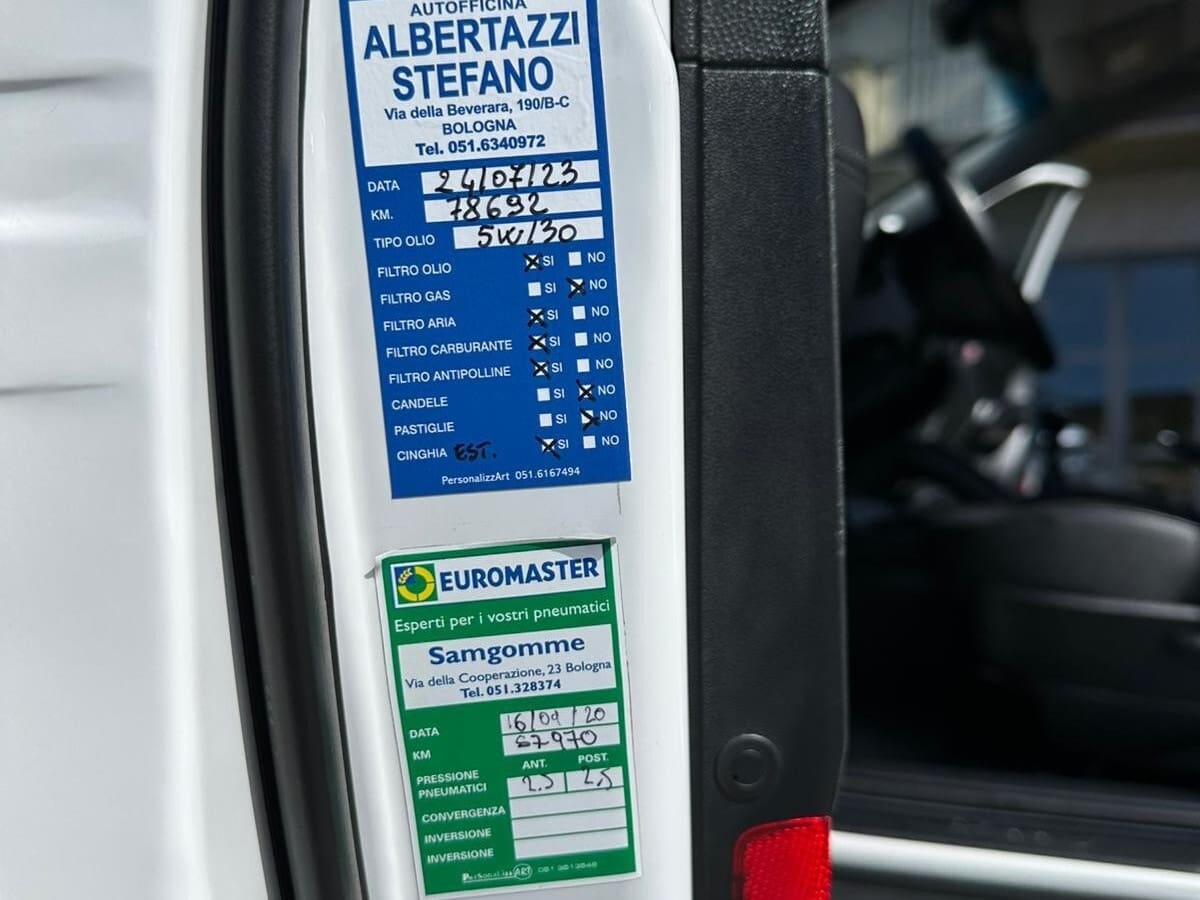 AUTOFFICINA
ALBERTAZZI
STEFANO
Via della Beverara, 190/B-C
BOLOGNA
Tel. 051.6340972
DATA 24/07/23
KM. 78692
TIPO OLIO 5W/30
FILTRO OLIO SI NO
FILTRO GAS SI NO
FILTRO ARIA SI NO
FILTRO CARBURANTE SI NO
FILTRO ANTIPOLLINE SI NO
CANDELE SI NO
PASTIGLIE SI NO
CINGHIA EST. SI NO
PersonalizzArt 051.6167494
EUROMASTER
Esperti per i vostri pneumatici
Samgomme
Via della Cooperazione, 23 Bologna
Tel. 051.328374
DATA 16/09/20
KM 57970
ANT. POST.
PRESSIONE
PNEUMATICI 2.5 2.5
CONVERGENZA
INVERSIONE
INVERSIONE
PersonalizzART